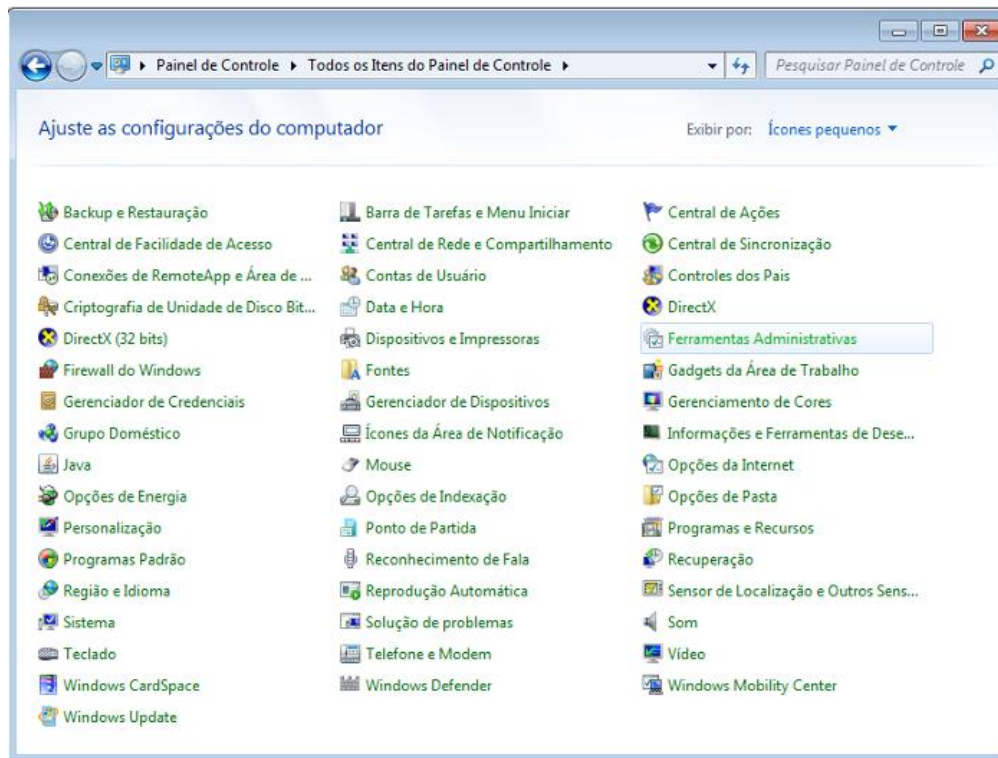 Painel de Controle ▸ Todos os Itens do Painel de Controle ▸ Pesquisar Painel de Controle
Ajuste as configurações do computador Exibir por: Ícones pequenos
Backup e Restauração Barra de Tarefas e Menu Iniciar Central de Ações
Central de Facilidade de Acesso Central de Rede e Compartilhamento Central de Sincronização
Conexões de RemoteApp e Área de ... Contas de Usuário Controles dos Pais
Criptografia de Unidade de Disco Bit... Data e Hora DirectX
DirectX (32 bits) Dispositivos e Impressoras Ferramentas Administrativas
Firewall do Windows Fontes Gadgets da Área de Trabalho
Gerenciador de Credenciais Gerenciador de Dispositivos Gerenciamento de Cores
Grupo Doméstico Ícones da Área de Notificação Informações e Ferramentas de Dese...
Java Mouse Opções da Internet
Opções de Energia Opções de Indexação Opções de Pasta
Personalização Ponto de Partida Programas e Recursos
Programas Padrão Reconhecimento de Fala Recuperação
Região e Idioma Reprodução Automática Sensor de Localização e Outros Sens...
Sistema Solução de problemas Som
Teclado Telefone e Modem Vídeo
Windows CardSpace Windows Defender Windows Mobility Center
Windows Update